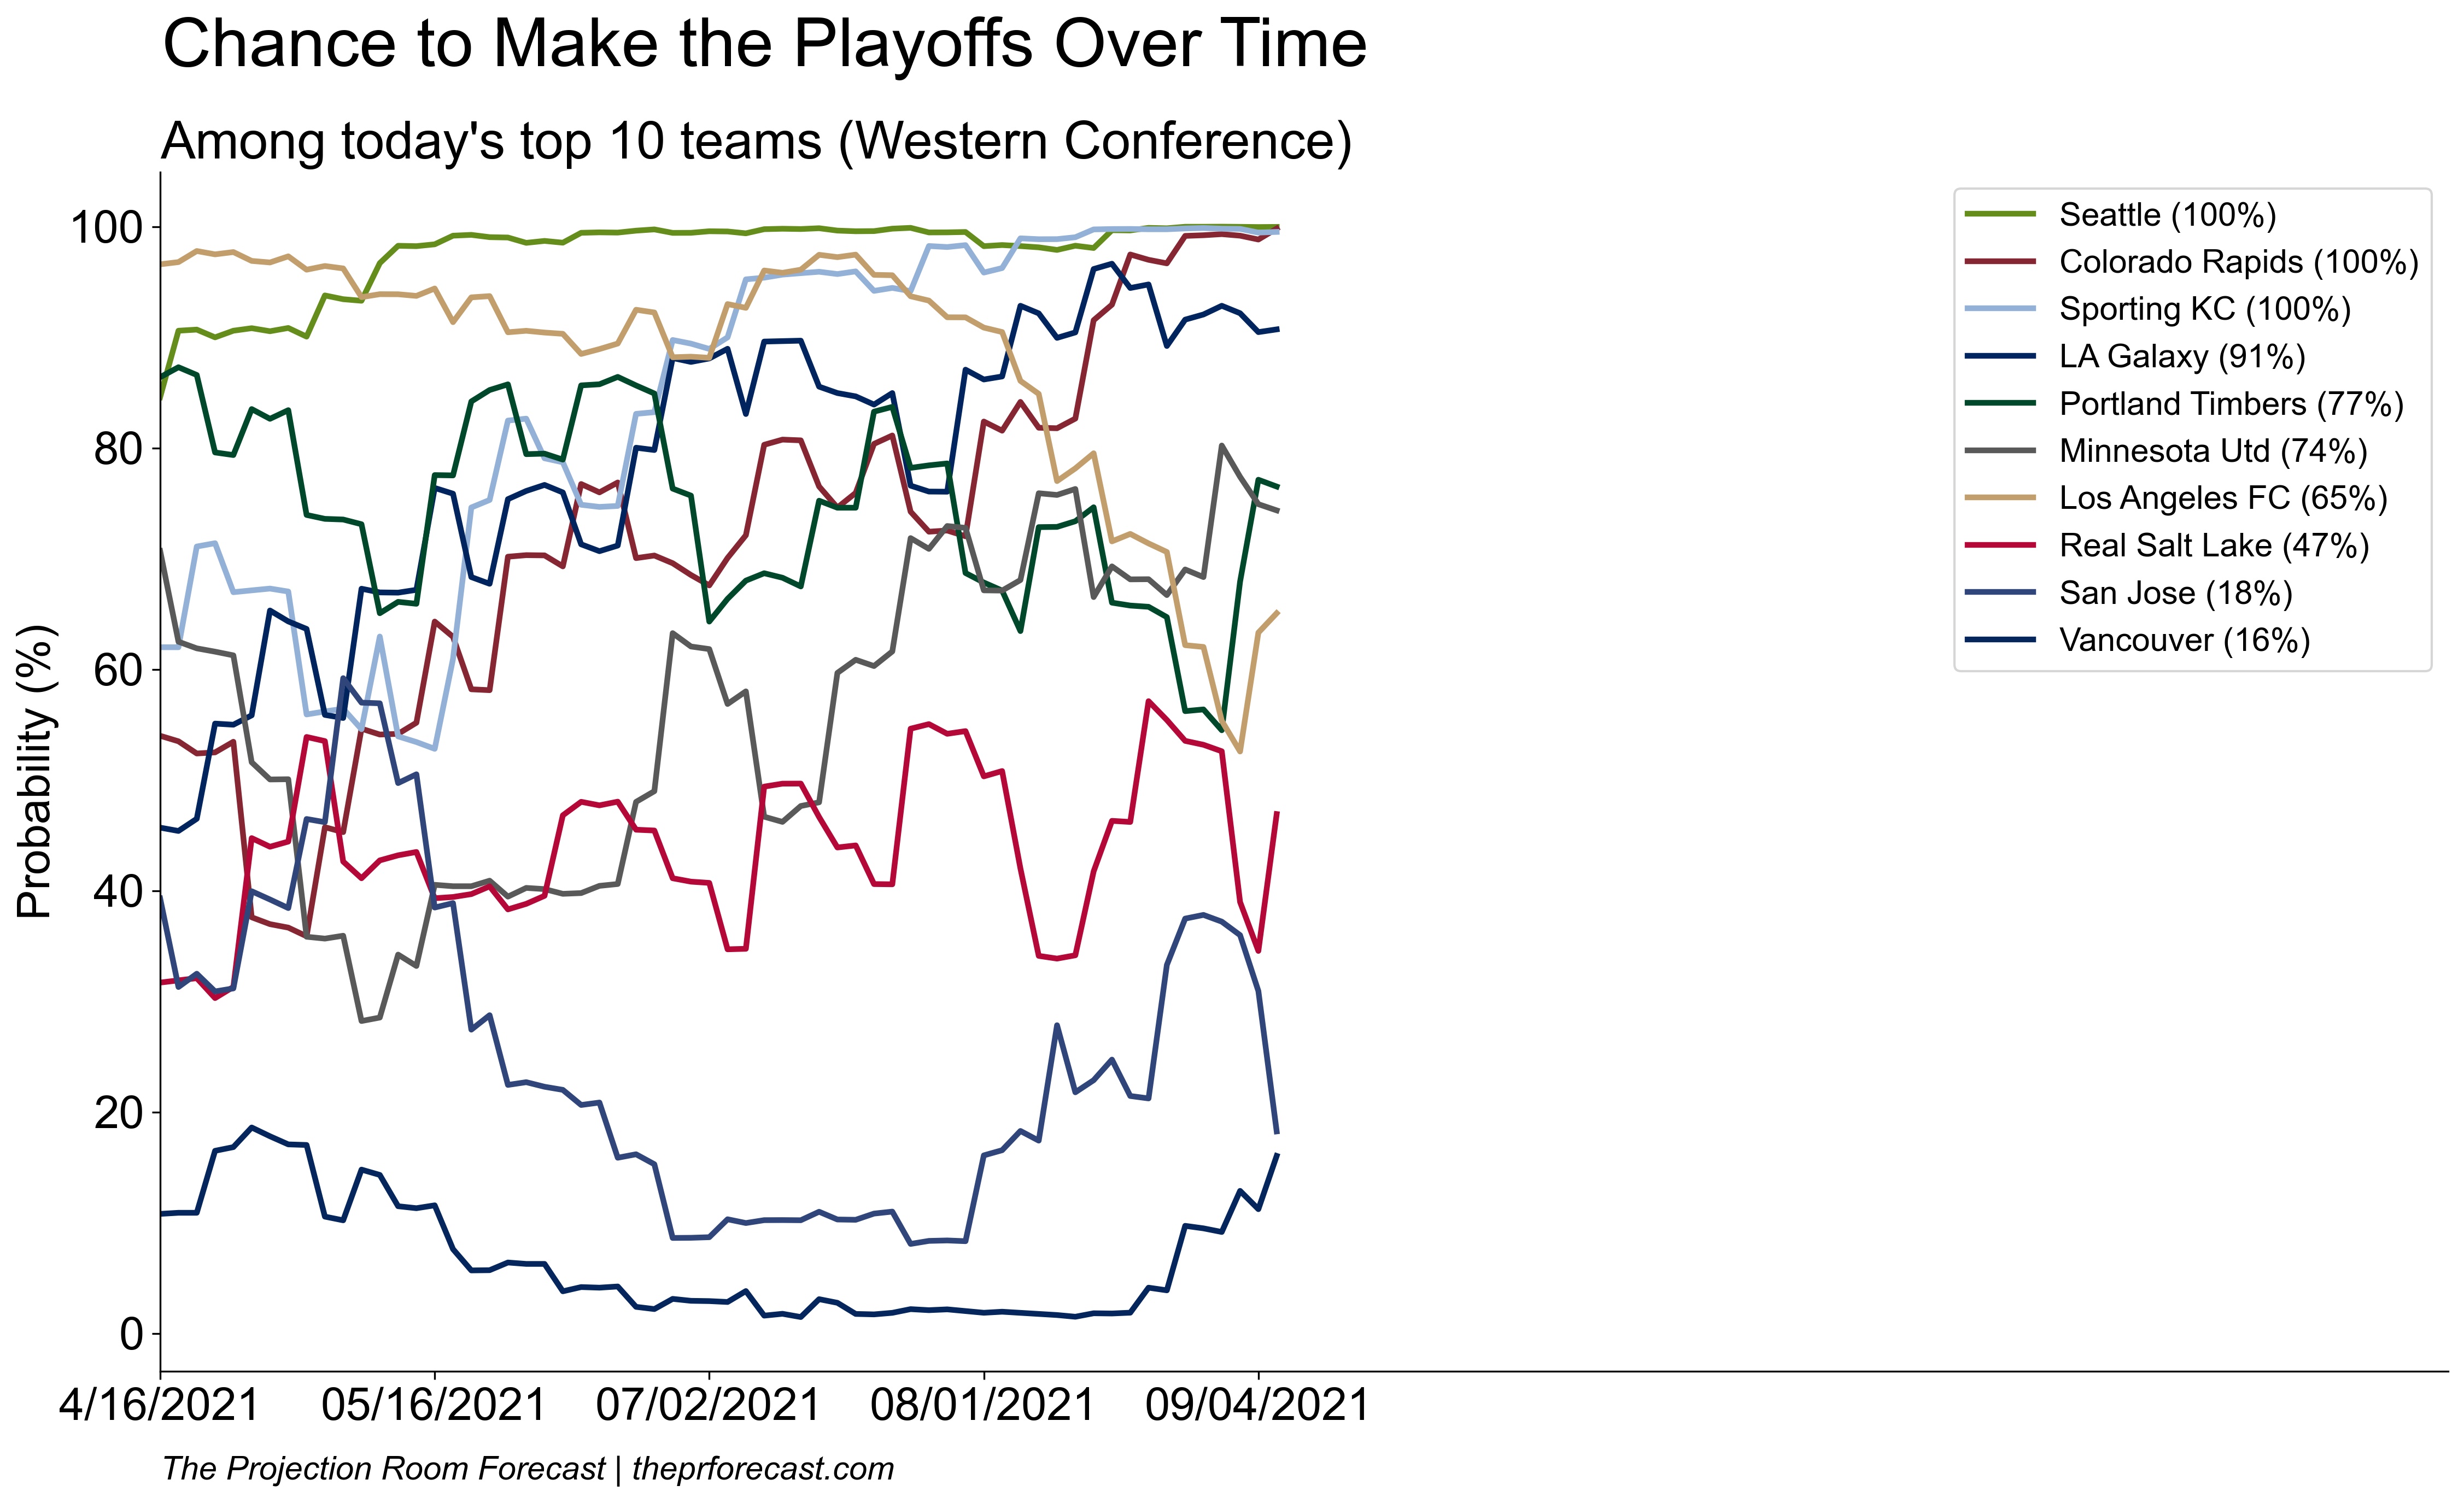 Chance to Make the Playoffs Over Time
Among today's top 10 teams (Western Conference)
100
80
60
40
20
0
Probability (%)
Seattle (100%)
Colorado Rapids (100%)
Sporting KC (100%)
LA Galaxy (91%)
Portland Timbers (77%)
Minnesota Utd (74%)
Los Angeles FC (65%)
Real Salt Lake (47%)
San Jose (18%)
Vancouver (16%)
4/16/2021 05/16/2021 07/02/2021 08/01/2021 09/04/2021
The Projection Room Forecast | theprforecast.com